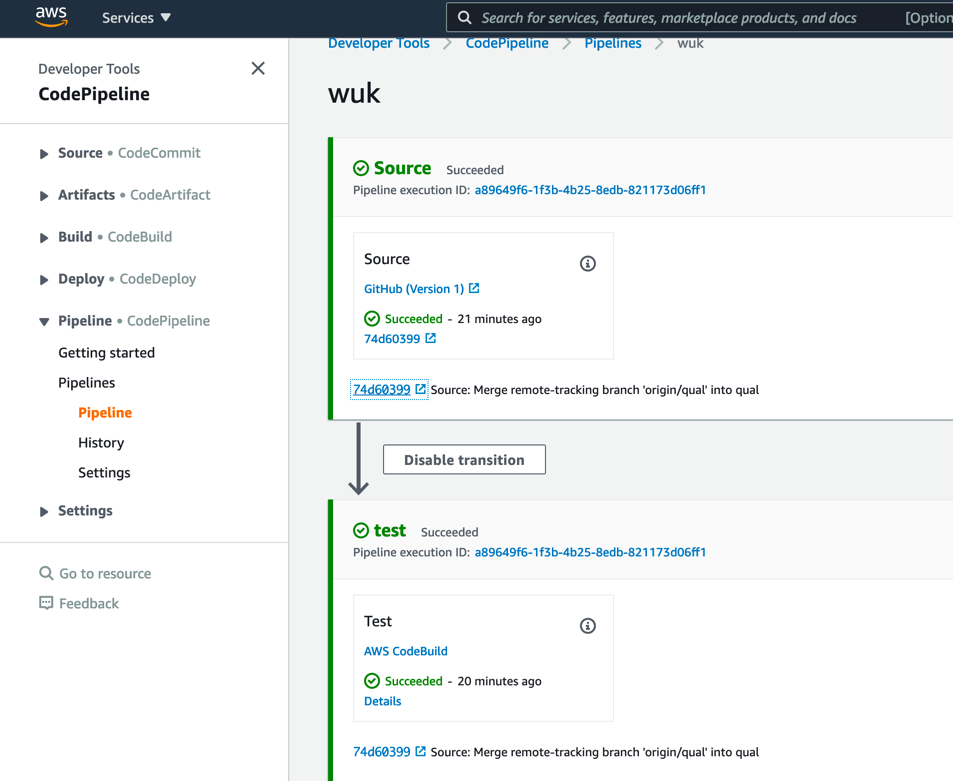 aws Services ▼ Search for services, features, marketplace products, and docs [Option
Developer Tools > CodePipeline > Pipelines > wuk
Developer Tools
CodePipeline
Source • CodeCommit
Artifacts • CodeArtifact
Build • CodeBuild
Deploy • CodeDeploy
Pipeline • CodePipeline
Getting started
Pipelines
Pipeline
History
Settings
Settings
Go to resource
Feedback
wuk
Source Succeeded
Pipeline execution ID: a89649f6-1f3b-4b25-8edb-821173d06ff1
Source
GitHub (Version 1)
Succeeded - 21 minutes ago
74d60399
74d60399 Source: Merge remote-tracking branch 'origin/qual' into qual
Disable transition
test Succeeded
Pipeline execution ID: a89649f6-1f3b-4b25-8edb-821173d06ff1
Test
AWS CodeBuild
Succeeded - 20 minutes ago
Details
74d60399 Source: Merge remote-tracking branch 'origin/qual' into qual